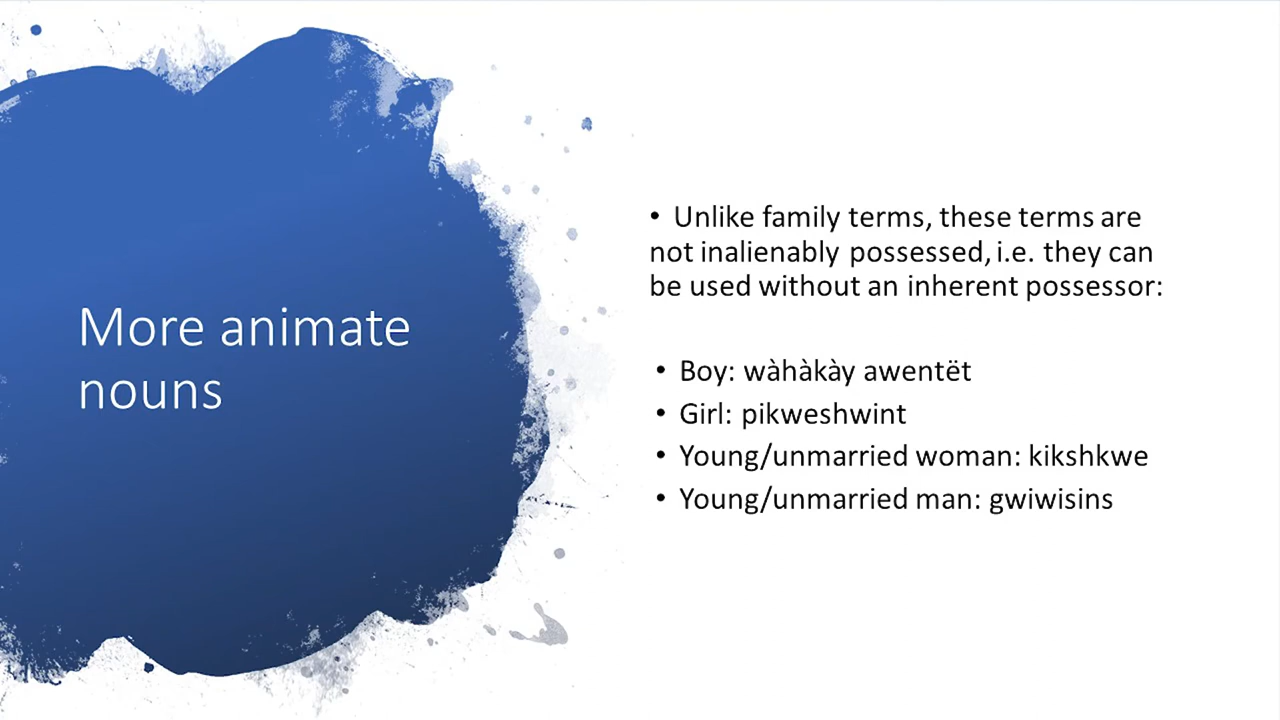 More animate
nouns
• Unlike family terms, these terms are
not inalienably possessed, i.e. they can
be used without an inherent possessor:
• Boy: wàhàkày awentët
• Girl: pikweshwint
• Young/unmarried woman: kikshkwe
• Young/unmarried man: gwiwisins